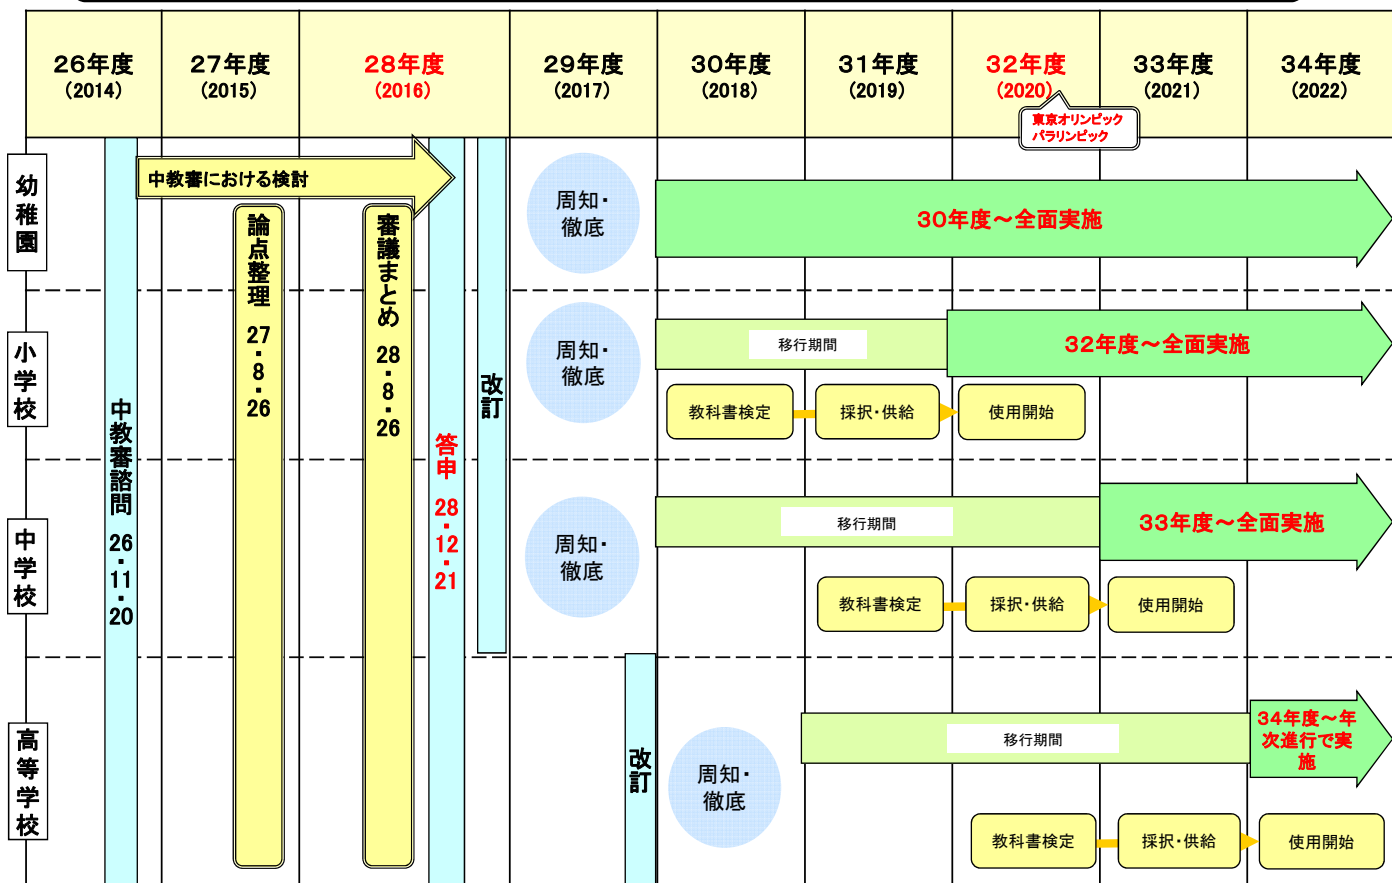 26年度
(2014)
27年度
(2015)
28年度
(2016)
29年度
(2017)
30年度
(2018)
31年度
(2019)
32年度
(2020)
33年度
(2021)
34年度
(2022)
東京オリンピック
パラリンピック
幼稚園
中教審における検討
周知・
徹底
30年度～全面実施
論点整理 27・8・26
審議まとめ 28・8・26
中教審諮問 26・11・20
答申 28・12・21
改訂
小学校
周知・
徹底
移行期間
32年度～全面実施
教科書検定
採択・供給
使用開始
中学校
周知・
徹底
移行期間
33年度～全面実施
教科書検定
採択・供給
使用開始
高等学校
改訂
周知・
徹底
移行期間
34年度～年
次進行で実
施
教科書検定
採択・供給
使用開始